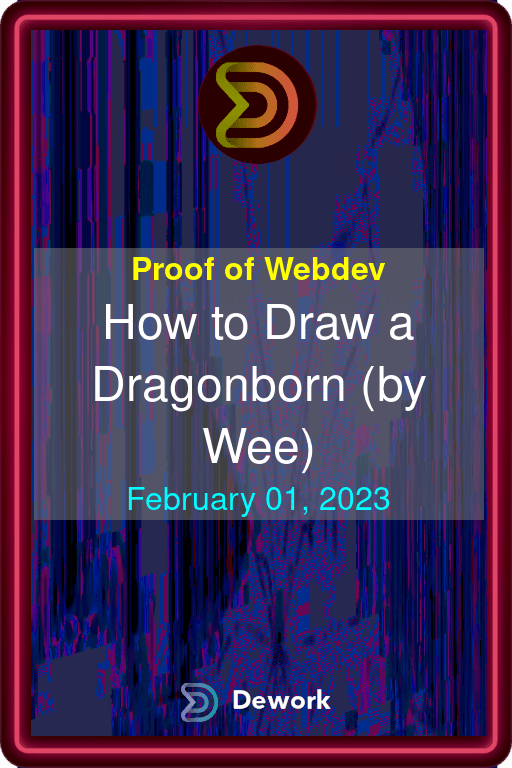 Proof of Webdev
How to Draw a
Dragonborn (by
Wee)
February 01, 2023
Dework